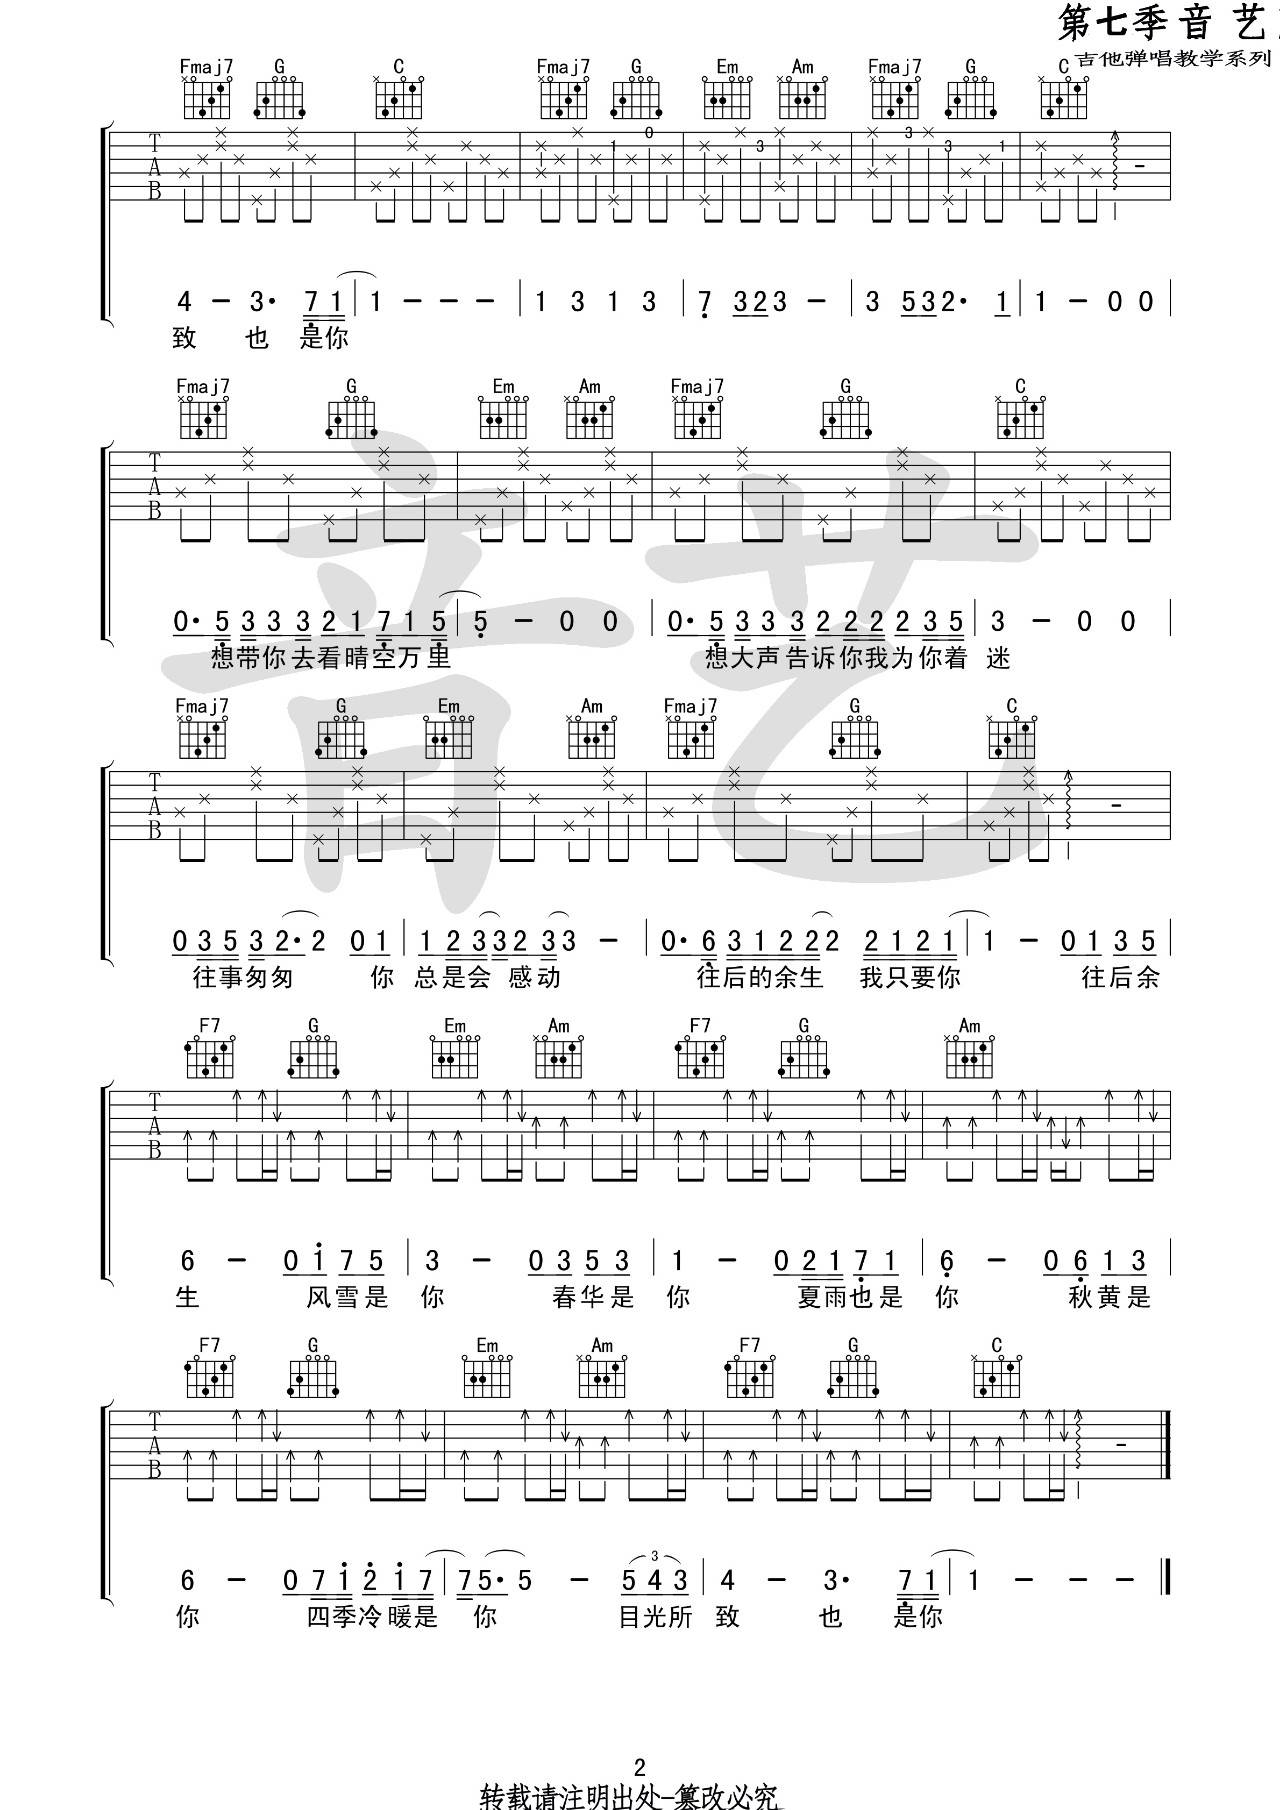 第七季音艺
吉他弹唱教学系列
Fmaj7 G C Fmaj7 G Em Am Fmaj7 G C
1 0 3 3 3 1
T
A
B
4 - 3· 7 1 1 - - - 1 3 1 3 7 3 2 3 - 3 5 3 2· 1 1 - 0 0
致 也 是你
Fmaj7 G Em Am Fmaj7 G C
T
A
B
0· 5 3 3 3 2 1 7 1 5 5 - 0 0 0· 5 3 3 3 2 2 2 2 3 5 3 - 0 0
想带你去看晴空万里 想大声告诉你我为你着迷
Fmaj7 G Em Am Fmaj7 G C
T
A
B
0 3 5 3 2· 2 0 1 1 2 3 3 2 3 3 - 0· 6 3 1 2 2 2 2 1 2 1 1 - 0 1 3 5
往事匆匆 你 总是会感动 往后的余生 我只要你 往后余
F7 G Em Am F7 G Am
T
A
B
6 - 0 1 7 5 3 - 0 3 5 3 1 - 0 2 1 7 1 6 - 0 6 1 3
生 风雪是 你 春华是 你 夏雨也是 你 秋黄是
F7 G Em Am F7 G C
T
A
B
6 - 0 7 1 2 1 7 7 5· 5 - 3 5 4 3 4 - 3· 7 1 1 - - -
你 四季冷暖是 你 目光所 致 也 是你
2
转载请注明出处-篡改必究
音艺